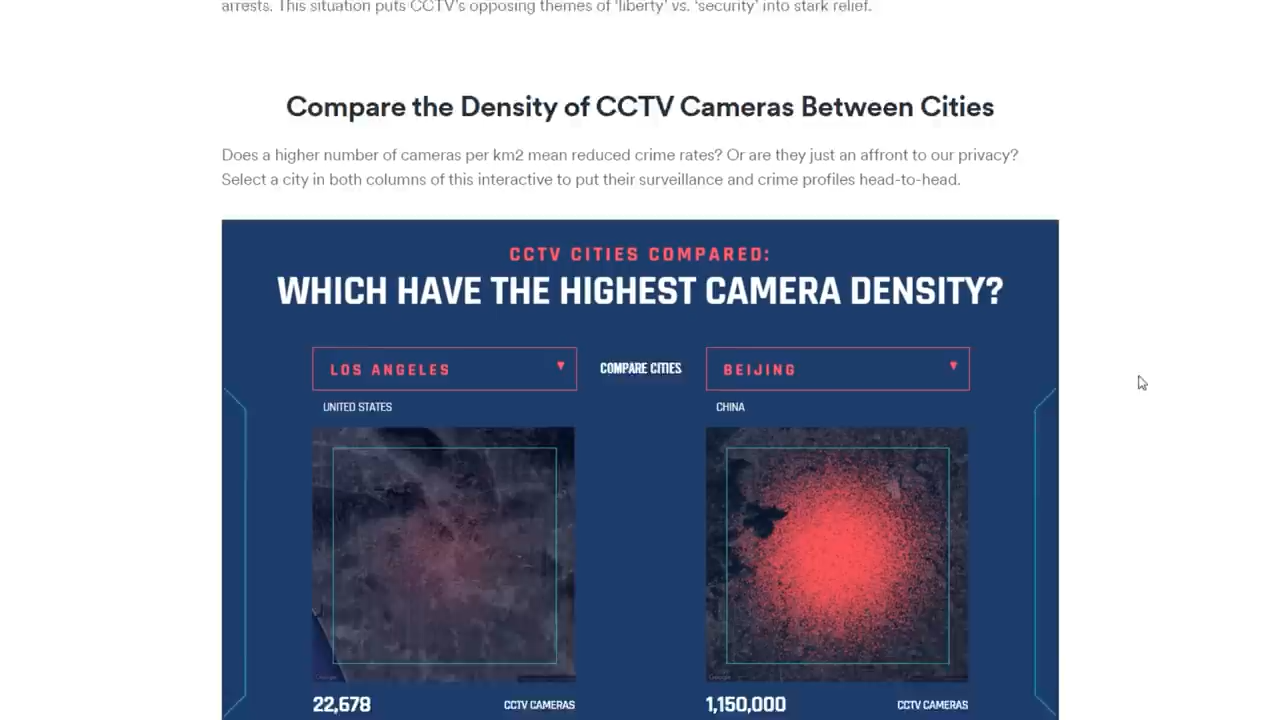 arrests. This situation puts CCTV's opposing themes of 'liberty' vs. 'security' into stark relief.
Compare the Density of CCTV Cameras Between Cities
Does a higher number of cameras per km2 mean reduced crime rates? Or are they just an affront to our privacy?
Select a city in both columns of this interactive to put their surveillance and crime profiles head-to-head.
CCTV CITIES COMPARED:
WHICH HAVE THE HIGHEST CAMERA DENSITY?
LOS ANGELES
COMPARE CITIES
BEIJING
UNITED STATES
CHINA
22,678 CCTV CAMERAS
1,150,000 CCTV CAMERAS